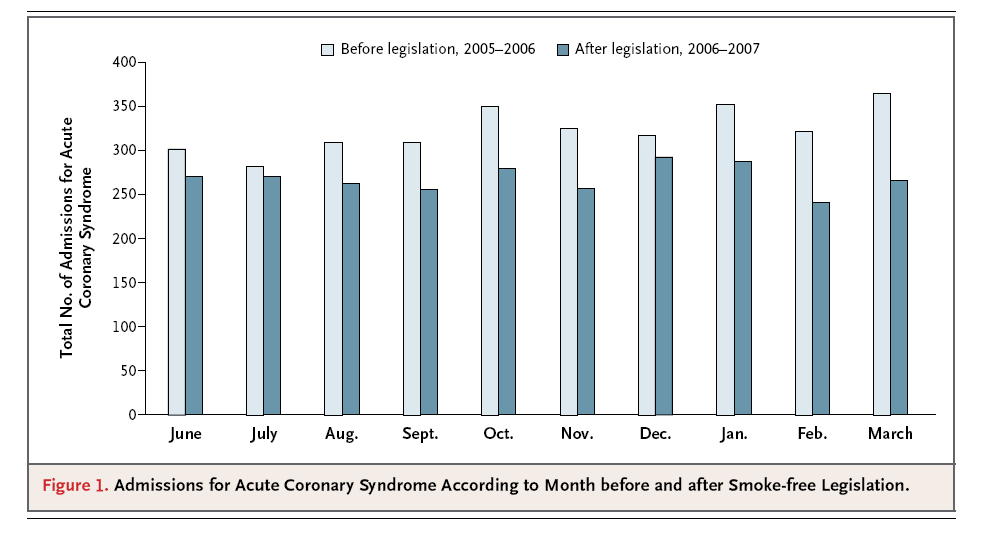 Before legislation, 2005–2006 After legislation, 2006–2007
400
350
300
250
200
150
100
50
0
Total No. of Admissions for Acute
Coronary Syndrome
June July Aug. Sept. Oct. Nov. Dec. Jan. Feb. March
Figure 1. Admissions for Acute Coronary Syndrome According to Month before and after Smoke-free Legislation.